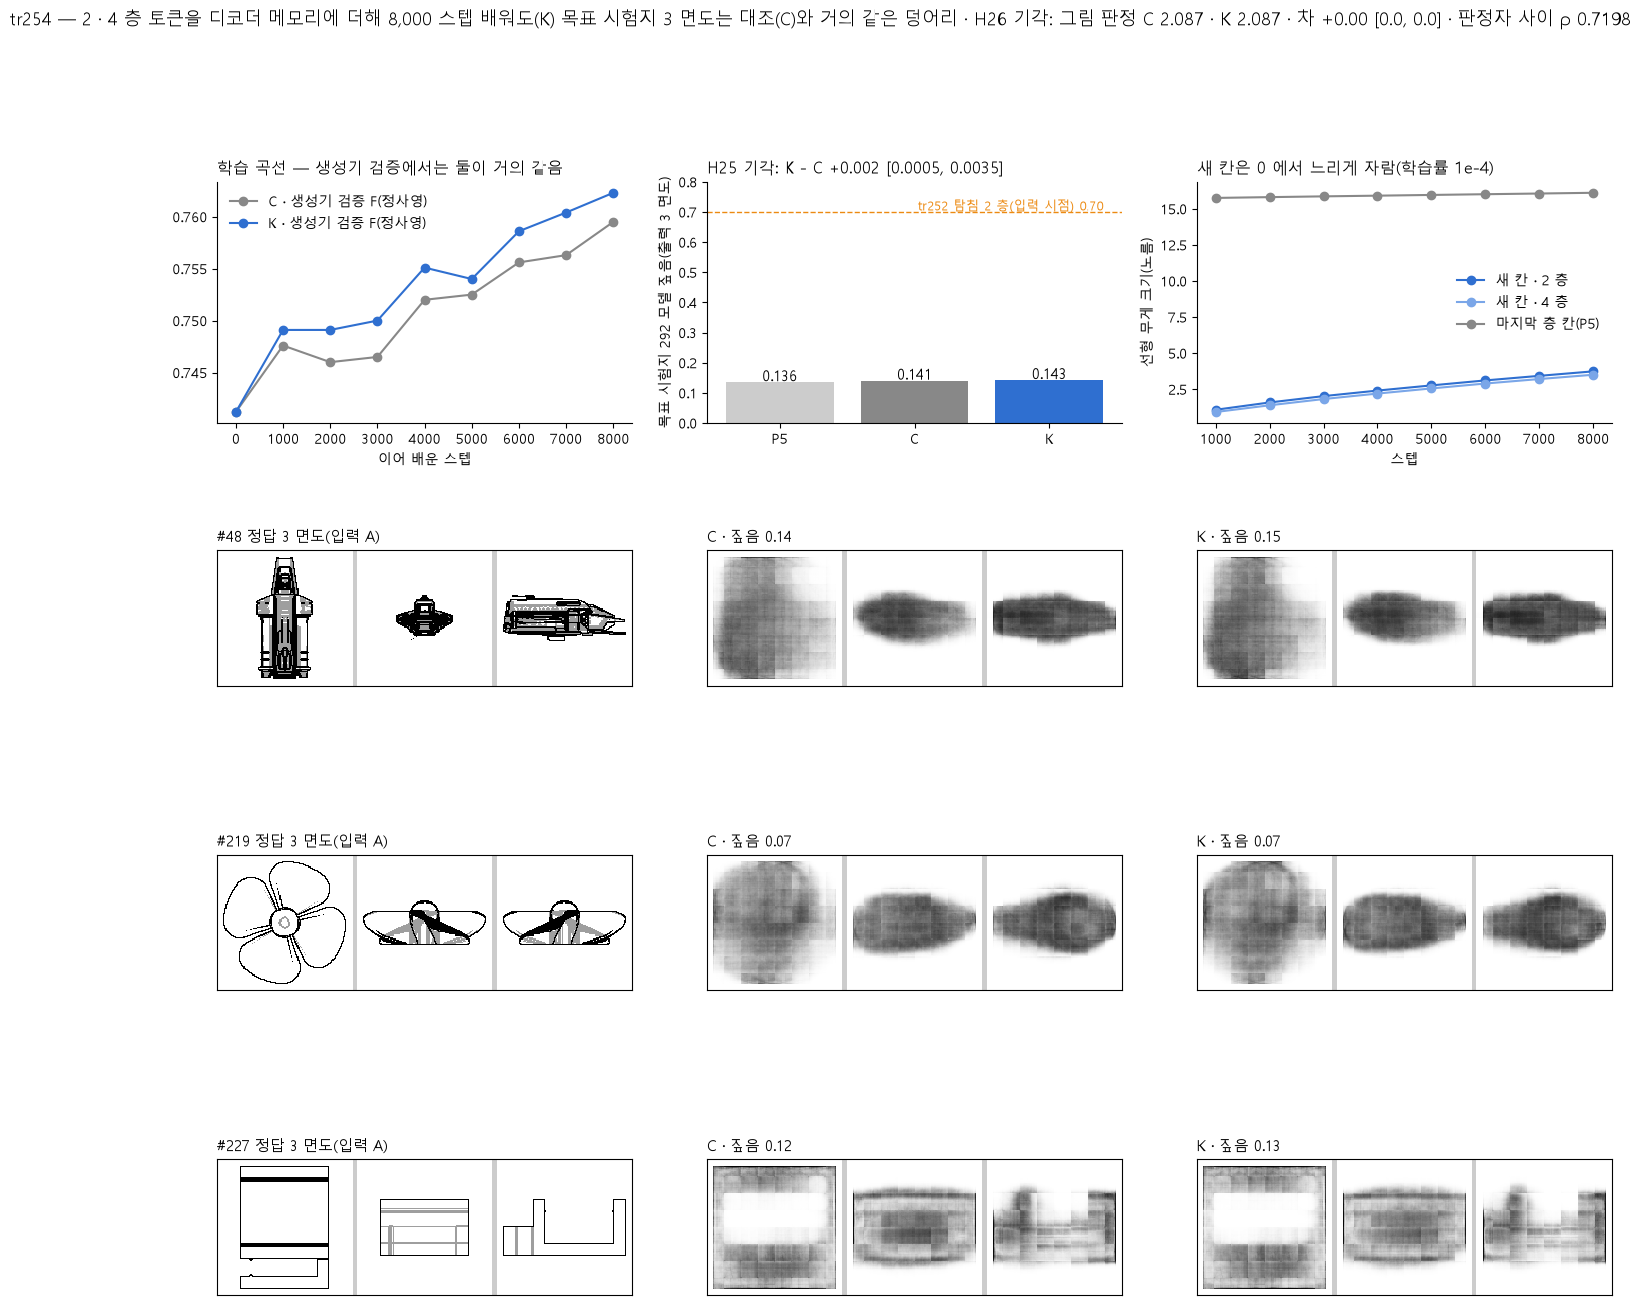 tr254 — 2 · 4 층 토큰을 디코더 메모리에 더해 8,000 스텝 배워도(K) 목표 시험지 3 면도는 대조(C)와 거의 같은 덩어리 · H26 기각: 그림 판정 C 2.087 · K 2.087 · 차 +0.00 [0.0, 0.0] · 판정자 사이 ρ 0.7198
학습 곡선 — 생성기 검증에서는 둘이 거의 같음
C · 생성기 검증 F(정사영)
K · 생성기 검증 F(정사영)
0.760
0.755
0.750
0.745
0 1000 2000 3000 4000 5000 6000 7000 8000
이어 배운 스텝
H25 기각: K - C +0.002 [0.0005, 0.0035]
목표 시험지 292 모델 짚음(출력 3 면도)
0.8
0.7
0.6
0.5
0.4
0.3
0.2
0.1
0.0
tr252 탐침 2 층(입력 시점) 0.70
0.136 0.141 0.143
P5 C K
새 칸은 0 에서 느리게 자람(학습률 1e-4)
선형 무게 크기(노름)
15.0
12.5
10.0
7.5
5.0
2.5
새 칸 · 2 층
새 칸 · 4 층
마지막 층 칸(P5)
1000 2000 3000 4000 5000 6000 7000 8000
스텝
#48 정답 3 면도(입력 A)
C · 짚음 0.14
K · 짚음 0.15
#219 정답 3 면도(입력 A)
C · 짚음 0.07
K · 짚음 0.07
#227 정답 3 면도(입력 A)
C · 짚음 0.12
K · 짚음 0.13